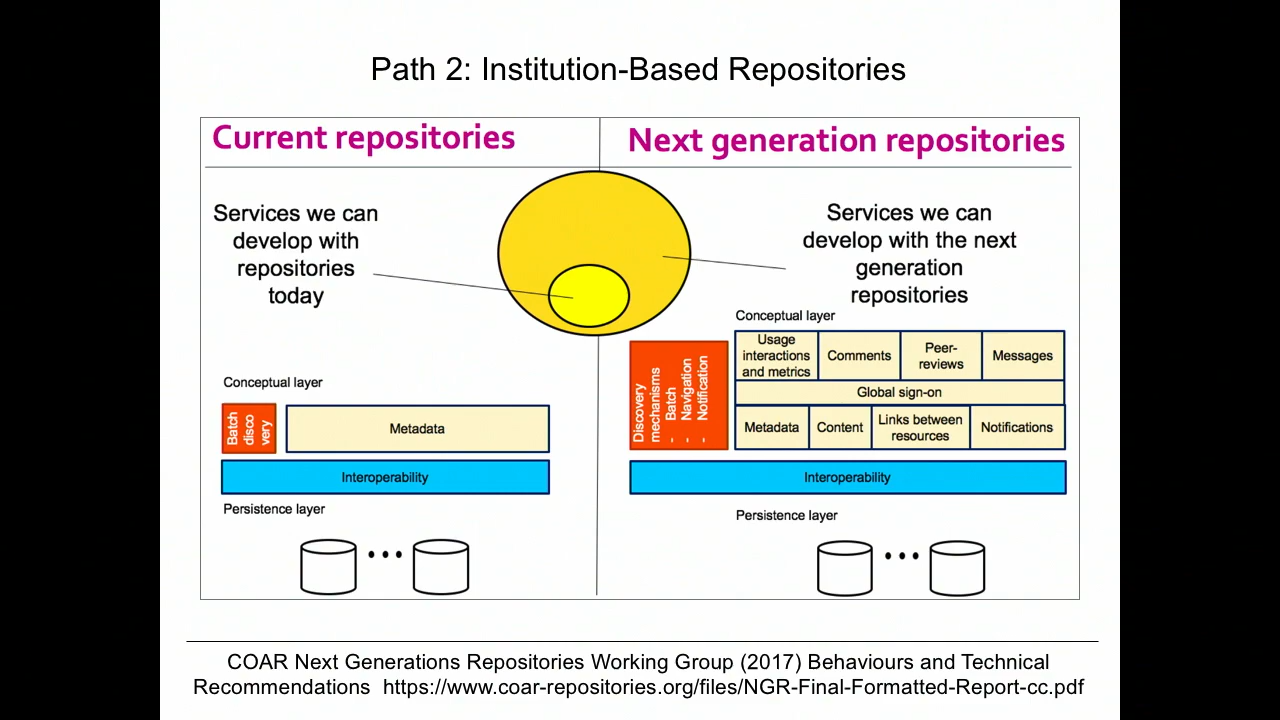 Path 2: Institution-Based Repositories
Current repositories
Services we can
develop with
repositories
today
Conceptual layer
Batch
disco
very
Metadata
Interoperability
Persistence layer
Next generation repositories
Services we can
develop with the next
generation
repositories
Conceptual layer
Discovery
mechanisms
- Batch
- Navigation
- Notification
Usage
interactions
and metrics
Comments
Peer-
reviews
Messages
Global sign-on
Metadata
Content
Links between
resources
Notifications
Interoperability
Persistence layer
COAR Next Generations Repositories Working Group (2017) Behaviours and Technical
Recommendations https://www.coar-repositories.org/files/NGR-Final-Formatted-Report-cc.pdf